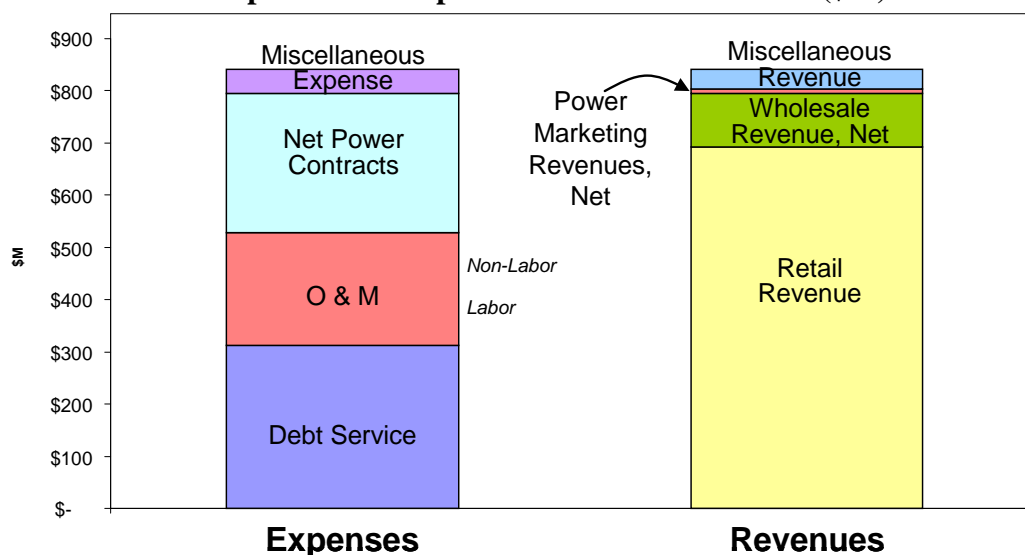 $900
$800
$700
$600
$500
$400
$300
$200
$100
$-
$M
Miscellaneous
Expense
Net Power
Contracts
O & M
Debt Service
Non-Labor
Labor
Power
Marketing
Revenues,
Net
Miscellaneous
Revenue
Wholesale
Revenue, Net
Retail
Revenue
Expenses
Revenues